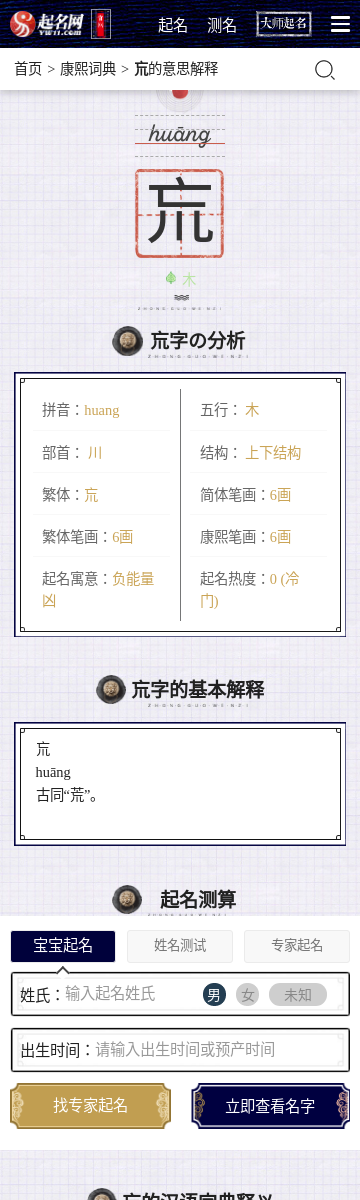 起名网
YW11.COM
起名 测名 大师起名
首页 > 康熙词典 > 巟的意思解释
huāng
巟
木
ZHONG GUO WE NZI
巟字の分析
拼音：huang
五行： 木
部首： 川
结构： 上下结构
繁体：巟
简体笔画：6画
繁体笔画：6画
康熙笔画：6画
起名寓意：负能量
凶
起名热度：0 (冷
门)
巟字的基本解释
巟
huāng
古同“荒”。
起名测算
宝宝起名 姓名测试 专家起名
姓氏：输入起名姓氏 男 女 未知
出生时间：请输入出生时间或预产时间
找专家起名 立即查看名字
巟的汉语字典释义